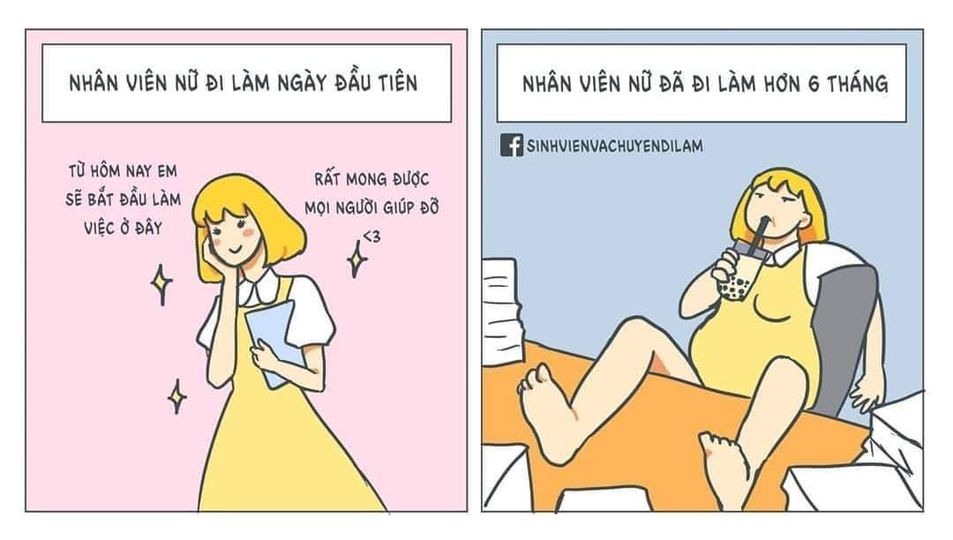 NHÂN VIÊN NỮ ĐI LÀM NGÀY ĐẦU TIÊN
TỪ HÔM NAY EM
SẼ BẮT ĐẦU LÀM
VIỆC Ở ĐÂY
RẤT MONG ĐƯỢC
MỌI NGƯỜI GIÚP ĐỠ
<3
NHÂN VIÊN NỮ ĐÃ ĐI LÀM HƠN 6 THÁNG
SINHVIENVACHUYENDILAM